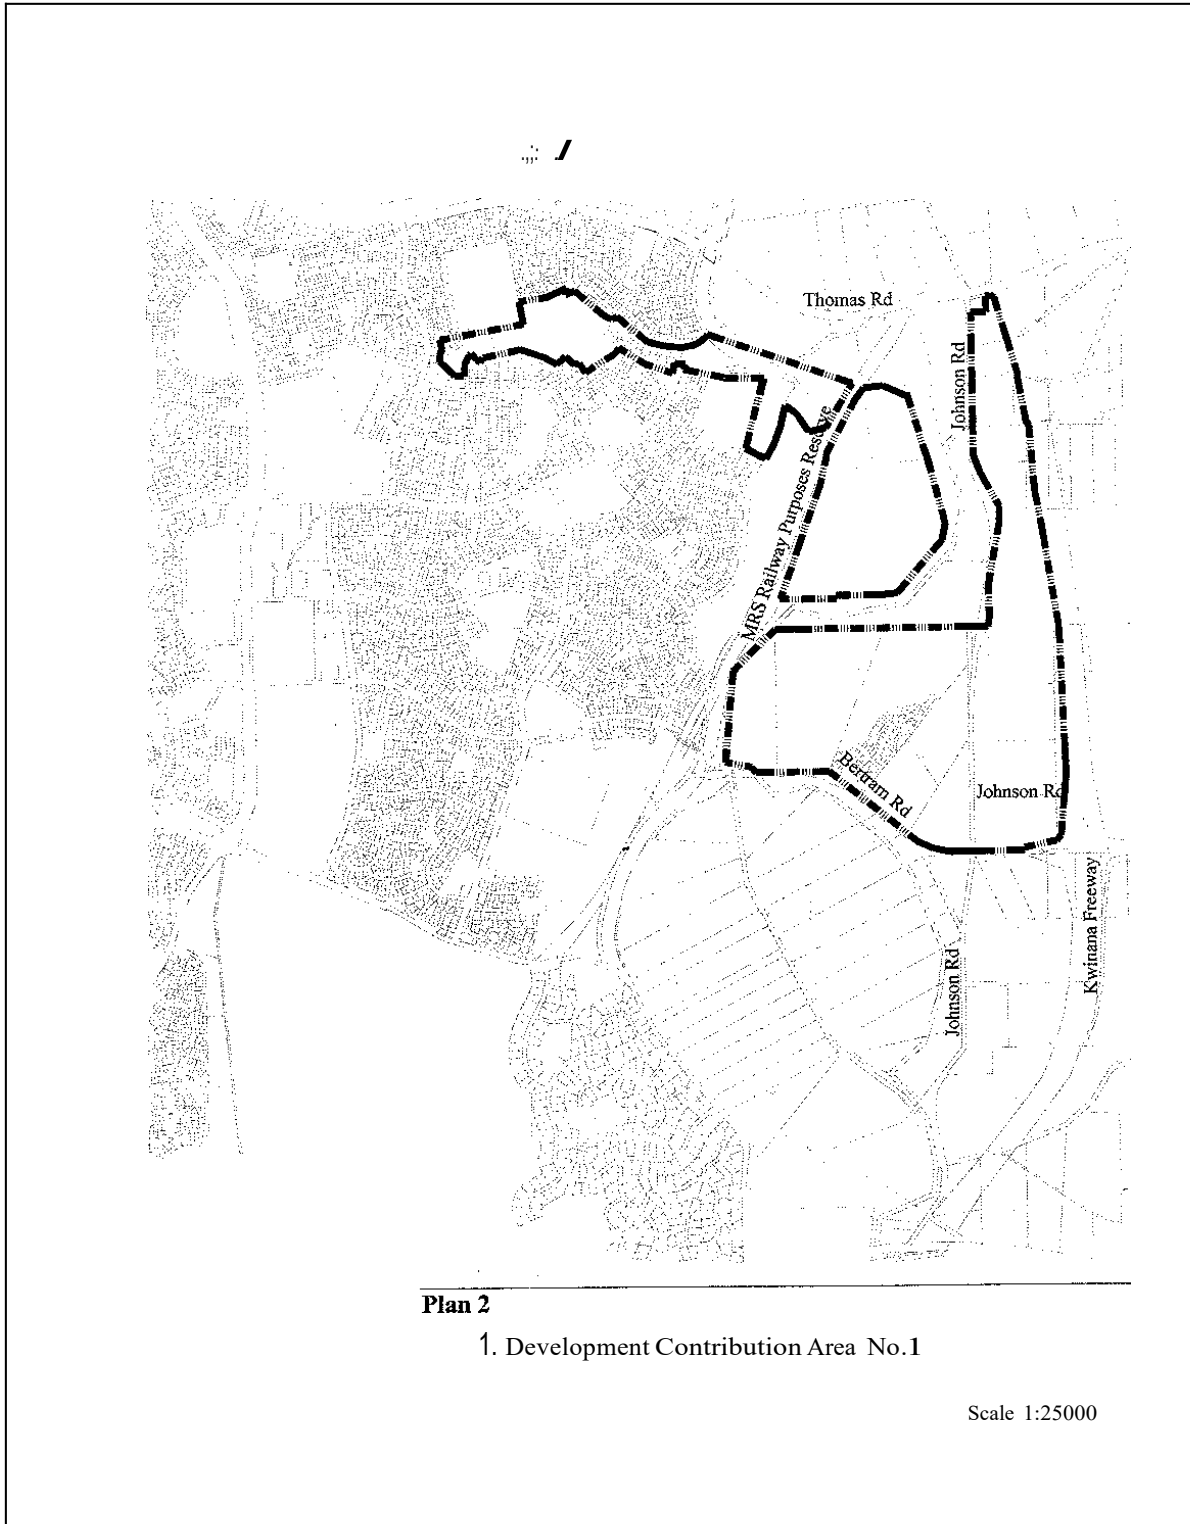 Thomas Rd
Johnson Rd
MRS Railway Purposes Reserve
Bertram Rd
Johnson Rd
Kwinana Freeway
Johnson Rd
Plan 2
1. Development Contribution Area No.1
Scale 1:25000